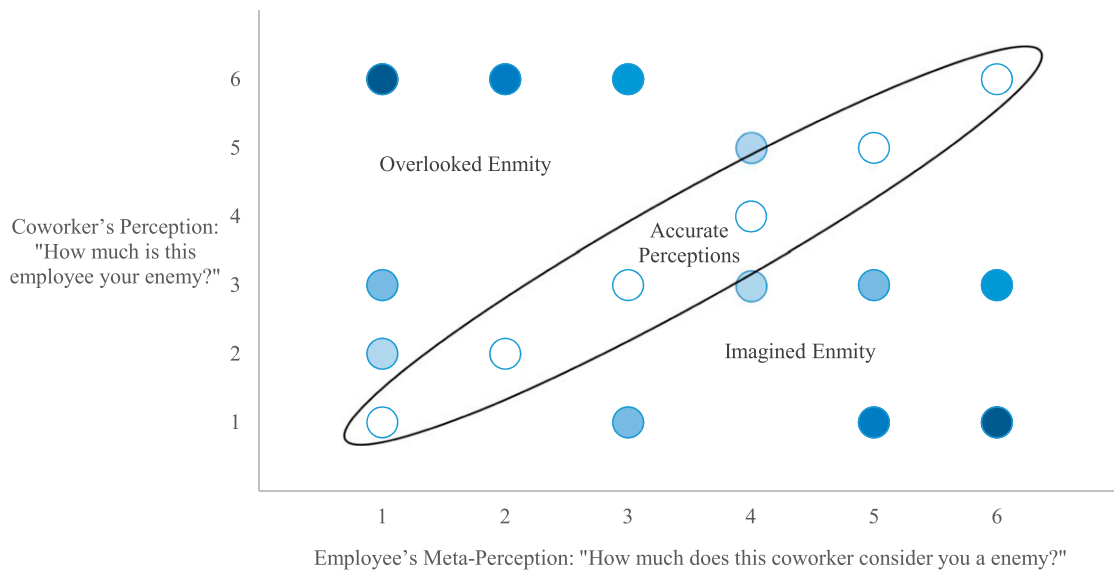 6
5
Overlooked Enmity
4
Coworker’s Perception:
"How much is this
employee your enemy?"
Accurate
Perceptions
3
2
Imagined Enmity
1
1 2 3 4 5 6
Employee’s Meta-Perception: "How much does this coworker consider you a enemy?"